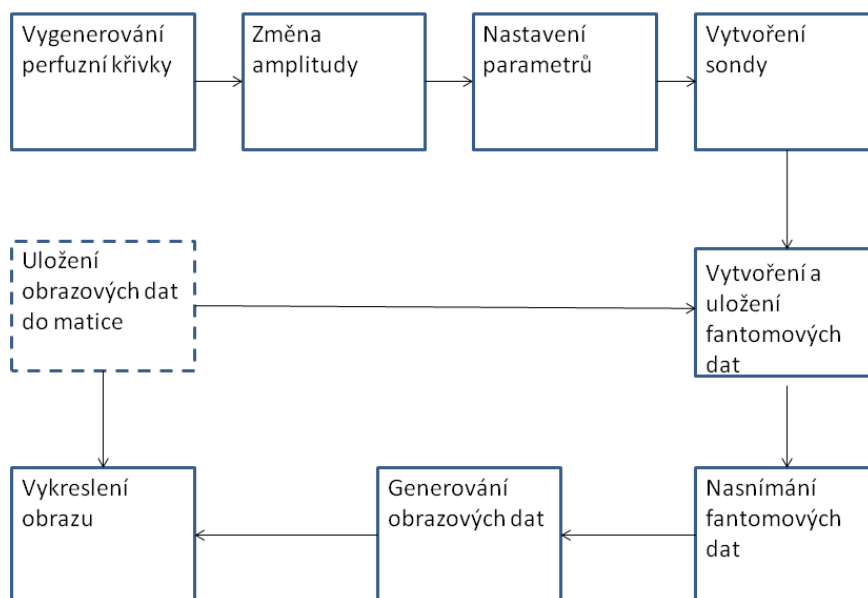 Vygenerování
perfuzní křivky
Změna
amplitudy
Nastavení
parametrů
Vytvoření
sondy
Uložení
obrazových dat
do matice
Vytvoření a
uložení
fantomových
dat
Vykreslení
obrazu
Generování
obrazových dat
Nasnímání
fantomových
dat